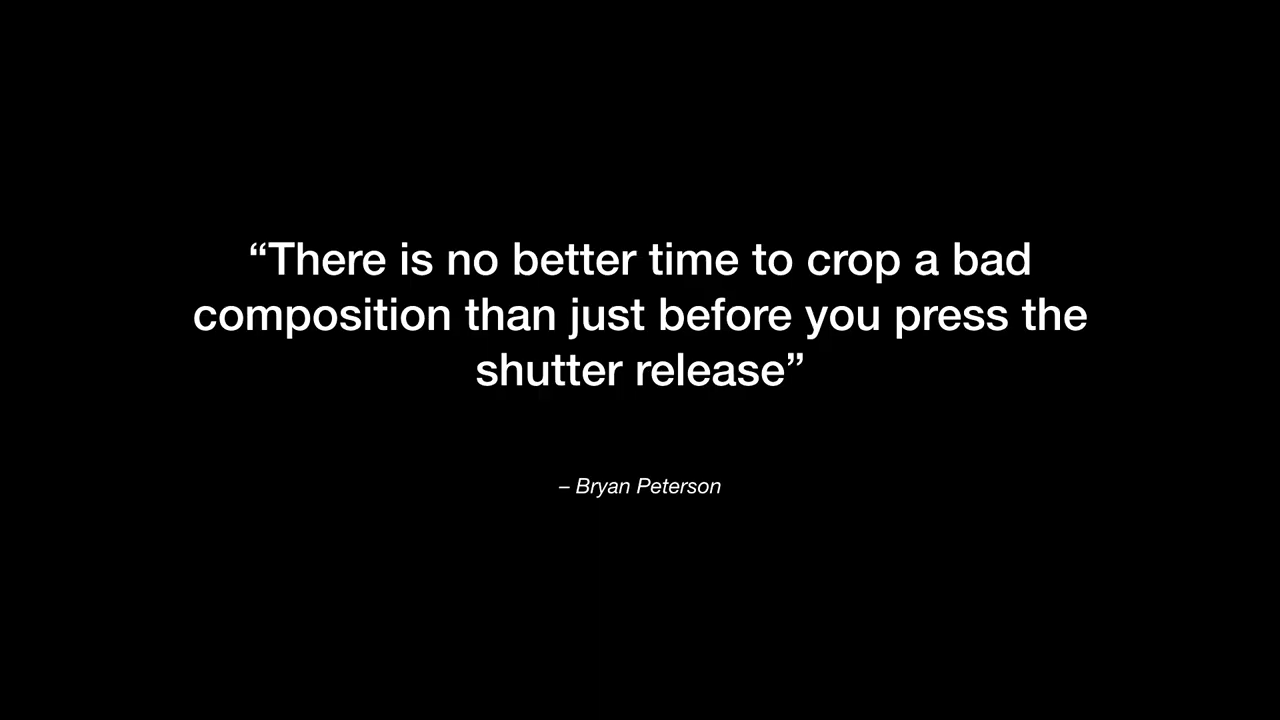 “There is no better time to crop a bad
composition than just before you press the
shutter release”
– Bryan Peterson